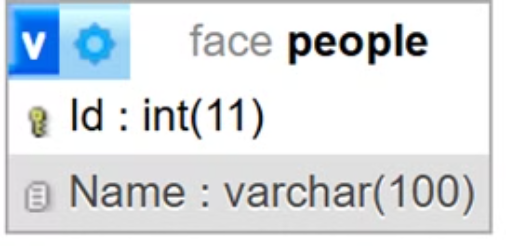 v face people
Id : int(11)
Name : varchar(100)